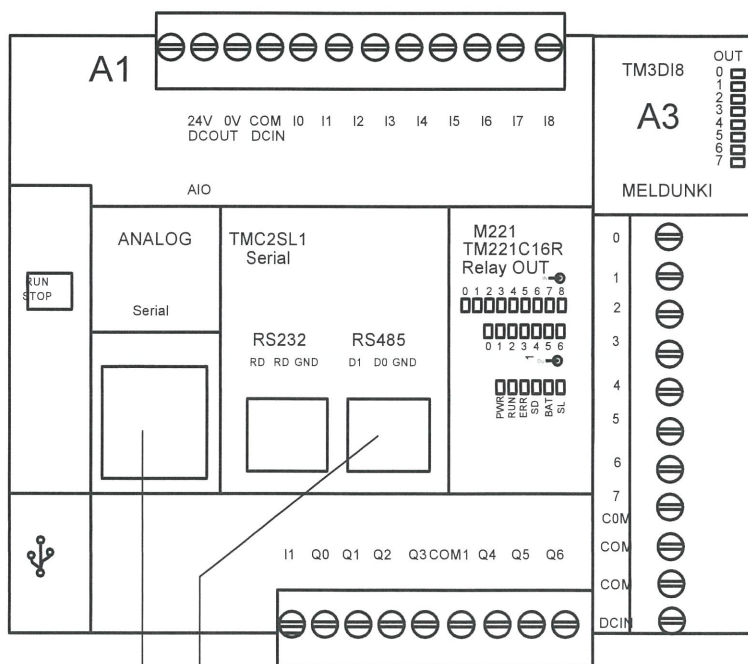 A1
24V 0V COM I0 I1 I2 I3 I4 I5 I6 I7 I8
DCOUT DCIN
AIO
TM3DI8
OUT
A3
0
1
2
3
4
5
6
7
MELDUNKI
ANALOG
Serial
RUN
STOP
TMC2SL1
Serial
RS232 RS485
RD RD GND D1 D0 GND
M221
TM221C16R
Relay OUT
0 1 2 3 4 5 6 7 8
0 1 2 3 4 5 6
1
PWR
RUN
ERR
SD
BAT
SL
0
1
2
3
4
5
6
7
C0M
COM
COM
DCIN
I1 Q0 Q1 Q2 Q3 COM1 Q4 Q5 Q6